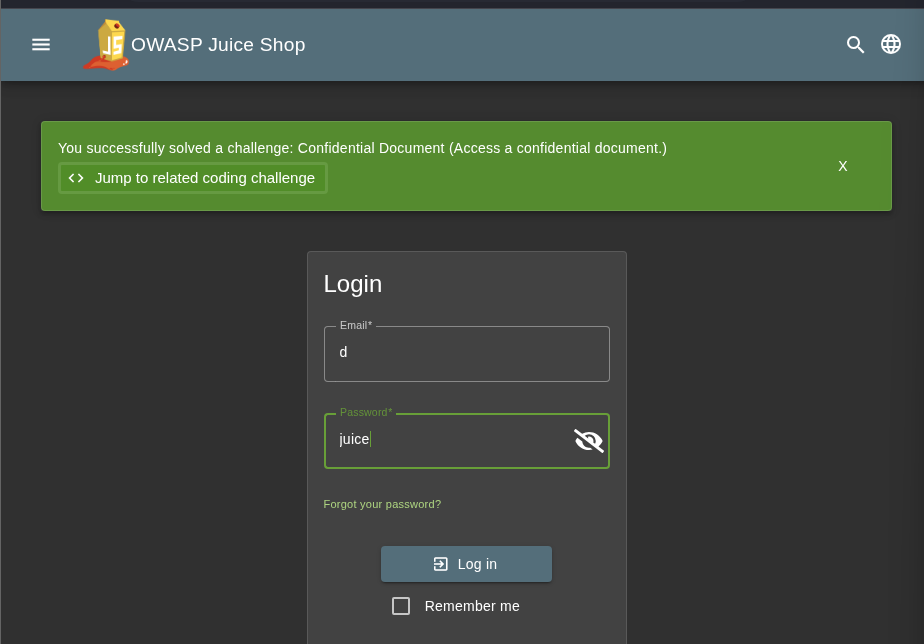 OWASP Juice Shop
You successfully solved a challenge: Confidential Document (Access a confidential document.)
<> Jump to related coding challenge
X
Login
Email*
d
Password*
juice
Forgot your password?
Log in
Remember me